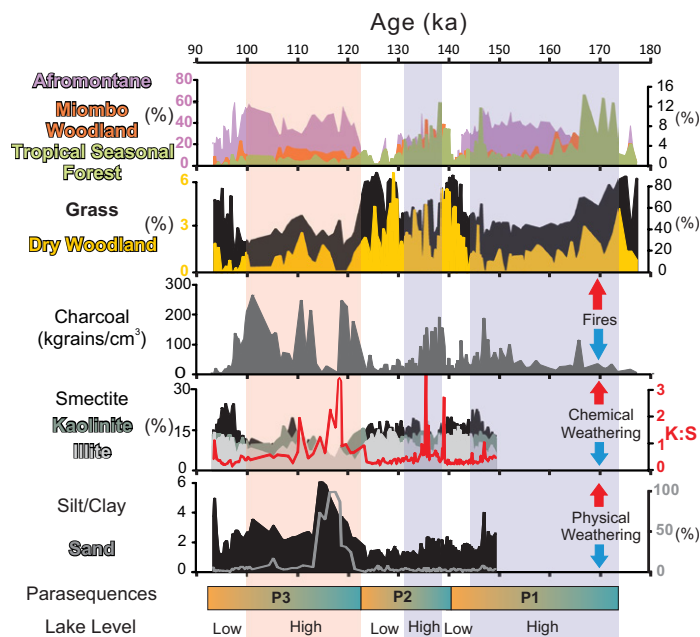 Age (ka)
90 100 110 120 130 140 150 160 170 180
Afromontane
Miombo
Woodland
Tropical Seasonal
Forest
(%)
80
60
40
20
0
16
12
8
4
0
(%)
Grass
Dry Woodland
(%)
6
3
0
80
60
40
20
0
(%)
Charcoal
(kgrains/cm³)
300
200
100
0
Fires
Smectite
Kaolinite
Illite
(%)
30
15
0
Chemical
Weathering
3
2
1
0
K:S
Silt/Clay
Sand
6
4
2
0
Physical
Weathering
100
50
0
(%)
Parasequences P3 P2 P1
Lake Level Low High Low High Low High